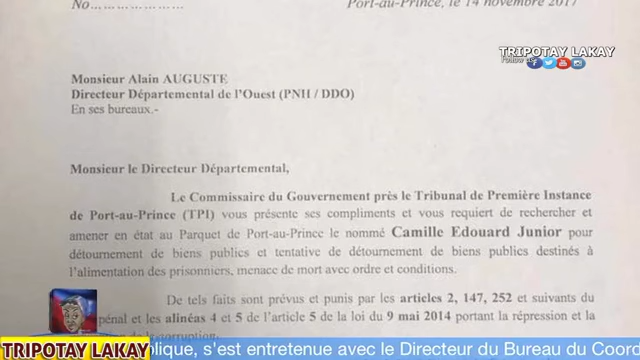 No………………… Port-au-Prince, le 14 novembre 2017
TRIPOTAY LAKAY
Monsieur Alain AUGUSTE
Directeur Départemental de l'Ouest (PNH / DDO)
En ses bureaux.-
Monsieur le Directeur Départemental,
Le Commissaire du Gouvernement près le Tribunal de Première Instance
de Port-au-Prince (TPI) vous présente ses compliments et vous requiert de rechercher et
amener en état au Parquet de Port-au-Prince le nommé Camille Edouard Junior pour
détournement de biens publics et tentative de détournement de biens publics destinés à
l'alimentation des prisonniers, menace de mort avec ordre et conditions.
De tels faits sont prévus et punis par les articles 2, 147, 252 et suivants du
pénal et les alinéas 4 et 5 de l'article 5 de la loi du 9 mai 2014 portant la répression et la
de la corruption.
TRIPOTAY LAKAY
blique, s'est entretenue avec le Directeur du Bureau du Coor